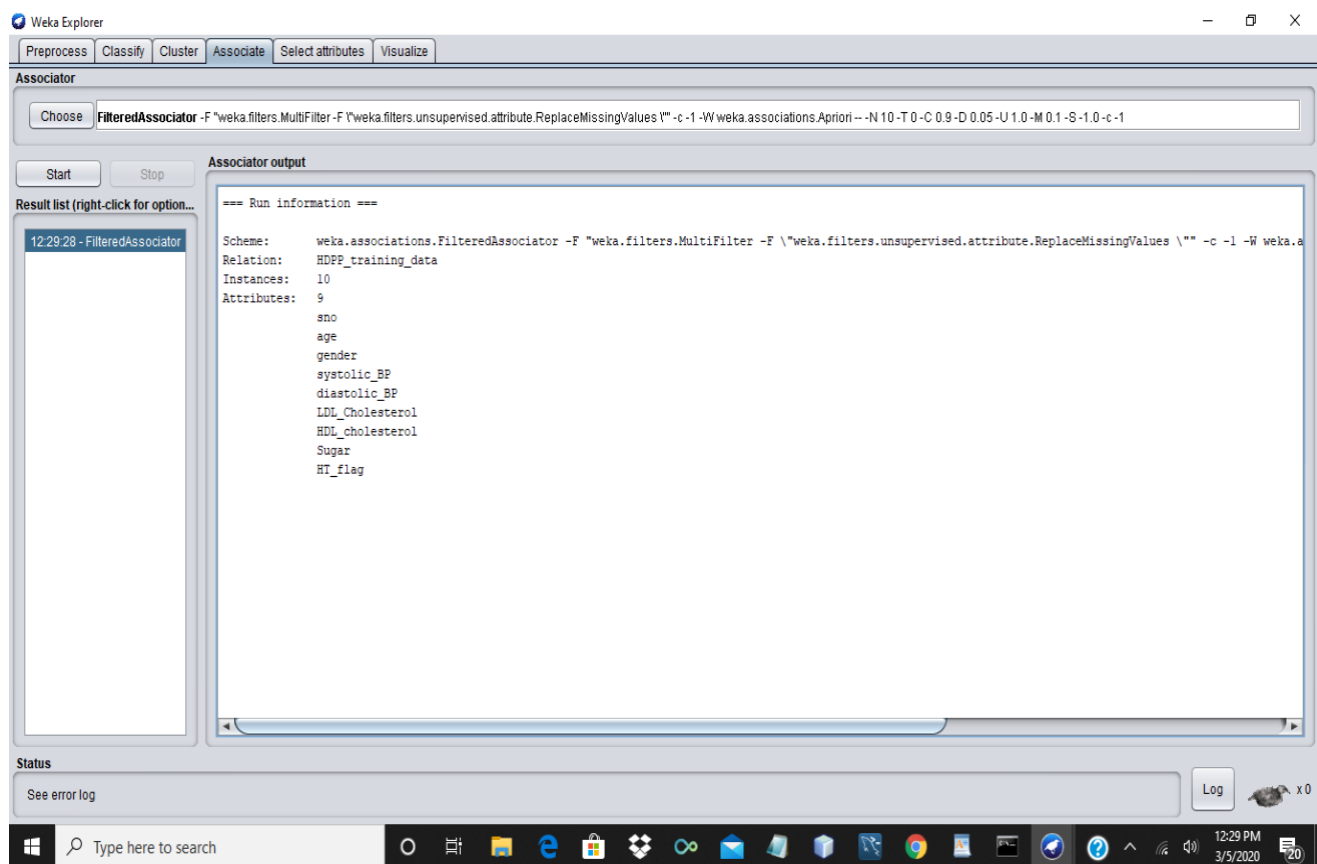 Weka Explorer
Preprocess Classify Cluster Associate Select attributes Visualize
Associator
Choose FilteredAssociator -F "weka.filters.MultiFilter -F \"weka.filters.unsupervised.attribute.ReplaceMissingValues \"" -c -1 -W weka.associations.Apriori -- -N 10 -T 0 -C 0.9 -D 0.05 -U 1.0 -M 0.1 -S -1.0 -c -1
Start Stop
Associator output
Result list (right-click for option...
12:29:28 - FilteredAssociator
=== Run information ===
Scheme: weka.associations.FilteredAssociator -F "weka.filters.MultiFilter -F \"weka.filters.unsupervised.attribute.ReplaceMissingValues \"" -c -1 -W weka.a
Relation: HDPP_training_data
Instances: 10
Attributes: 9
sno
age
gender
systolic_BP
diastolic_BP
LDL_Cholesterol
HDL_cholesterol
Sugar
HT_flag
Status
See error log
Log
x 0
Type here to search
12:29 PM
3/5/2020
20